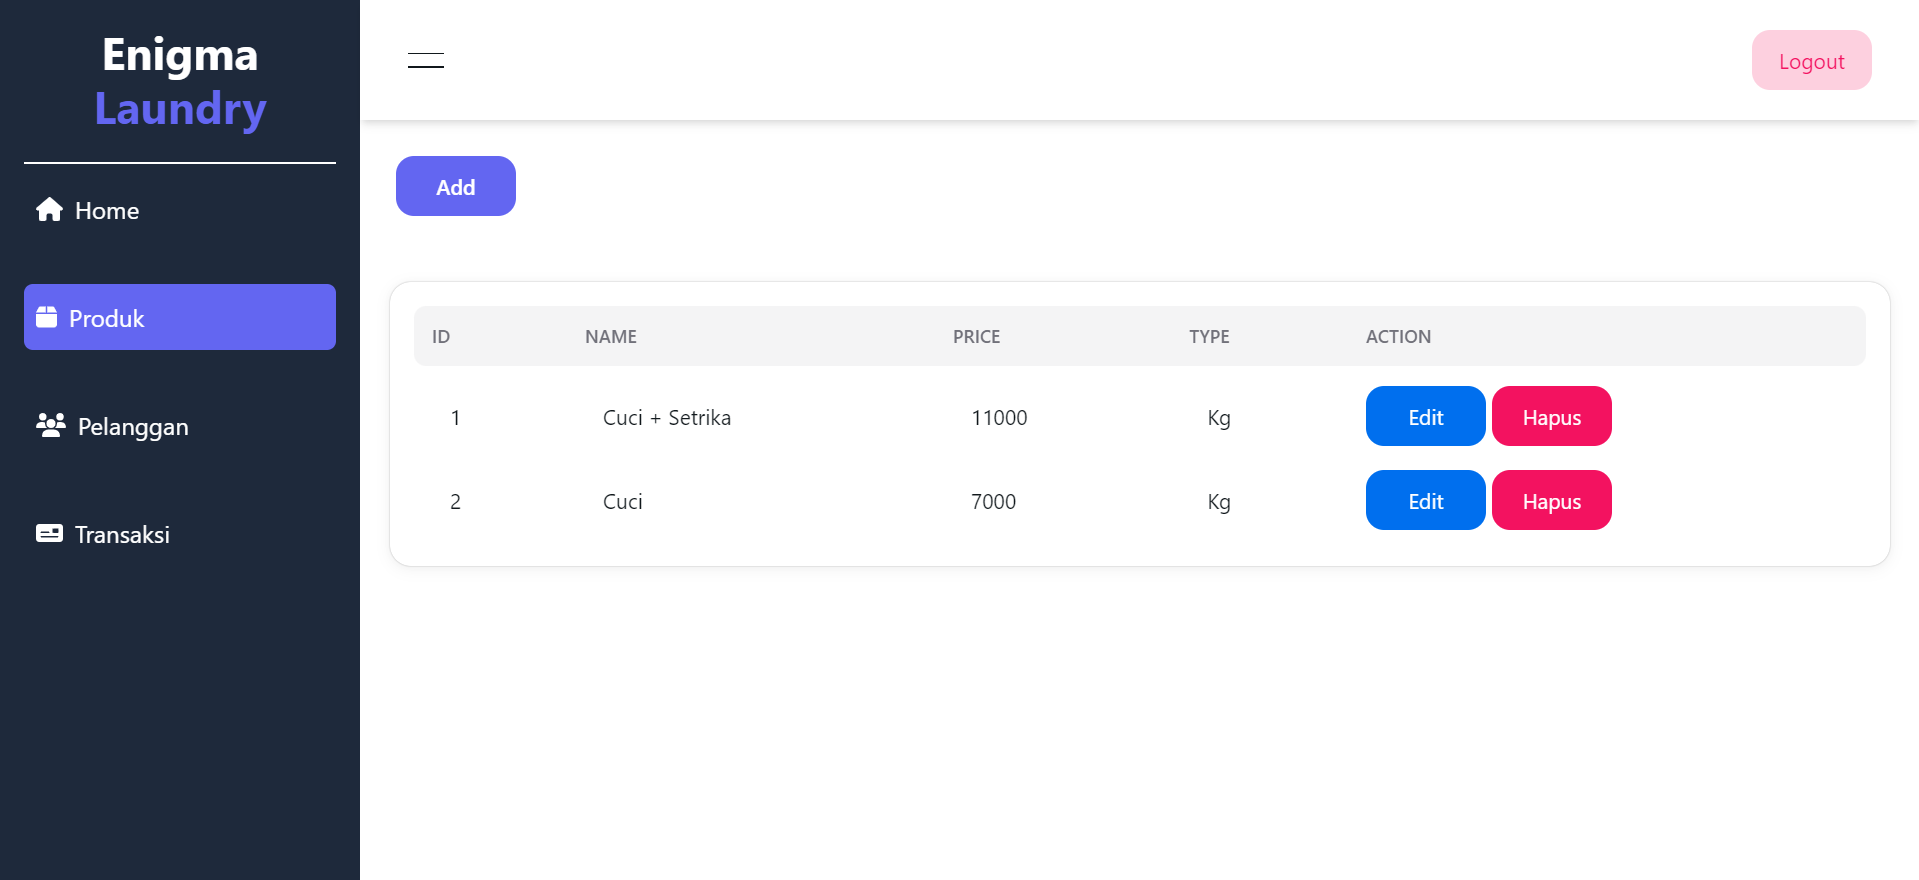 Enigma
Laundry
Home
Produk
Pelanggan
Transaksi
Logout
Add
ID NAME PRICE TYPE ACTION
1 Cuci + Setrika 11000 Kg Edit Hapus
2 Cuci 7000 Kg Edit Hapus